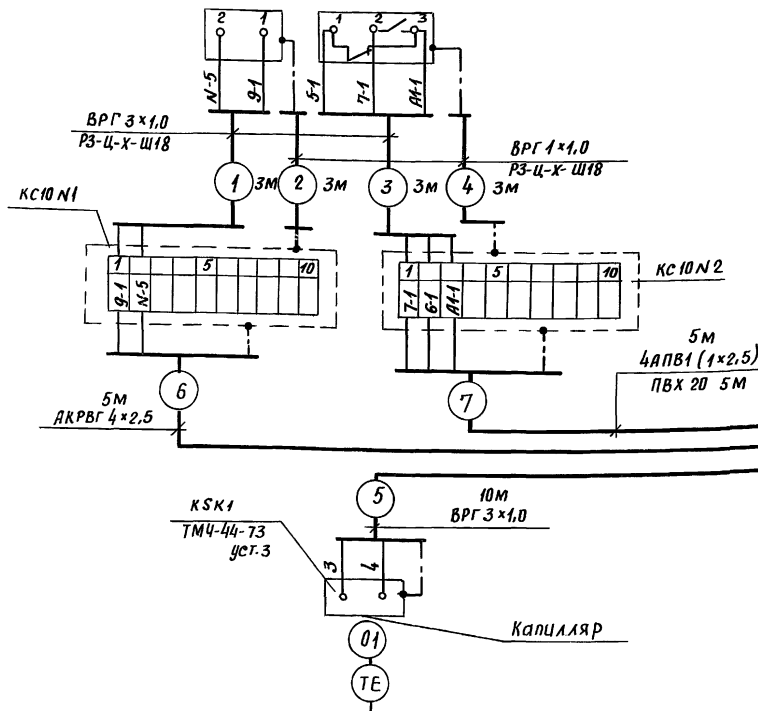 2 1
1 2 3
N-5 9-1
5-1 7-1 А1-1
ВРГ 3×1,0
РЗ-Ц-Х-Ш18
ВРГ 1×1,0
РЗ-Ц-Х-Ш18
1 3м 2 3м 3 3м 4 3м
КС10 N1
1 5 10
9-1 N-5
1 5 10
7-1 6-1 А1-1
КС10 N2
6
5м
АКРВГ 4×2,5
7
5м
4АПВ1 (1×2,5)
ПВХ 20 5м
5
10м
ВРГ 3×1,0
KSK1
ТМЧ-44-73
уст.3
3 4
Капилляр
01
ТЕ